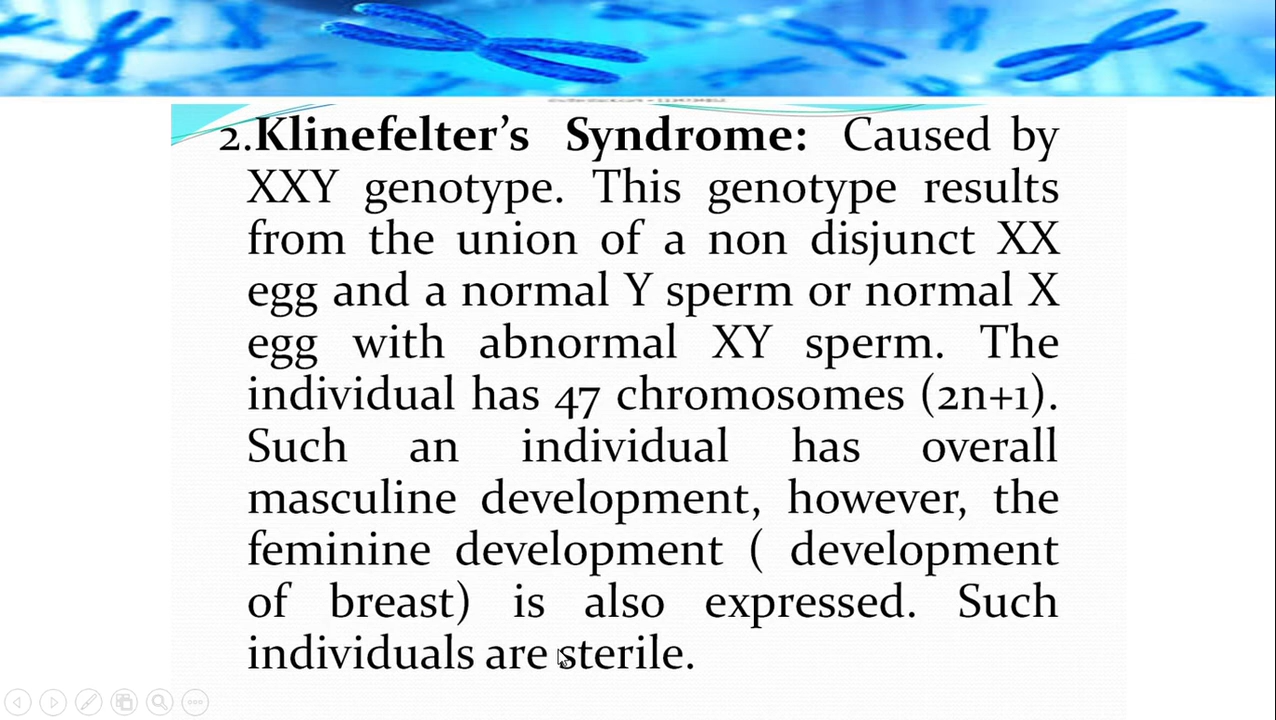 2.Klinefelter's Syndrome: Caused by
XXY genotype. This genotype results
from the union of a non disjunct XX
egg and a normal Y sperm or normal X
egg with abnormal XY sperm. The
individual has 47 chromosomes (2n+1).
Such an individual has overall
masculine development, however, the
feminine development ( development
of breast) is also expressed. Such
individuals are sterile.